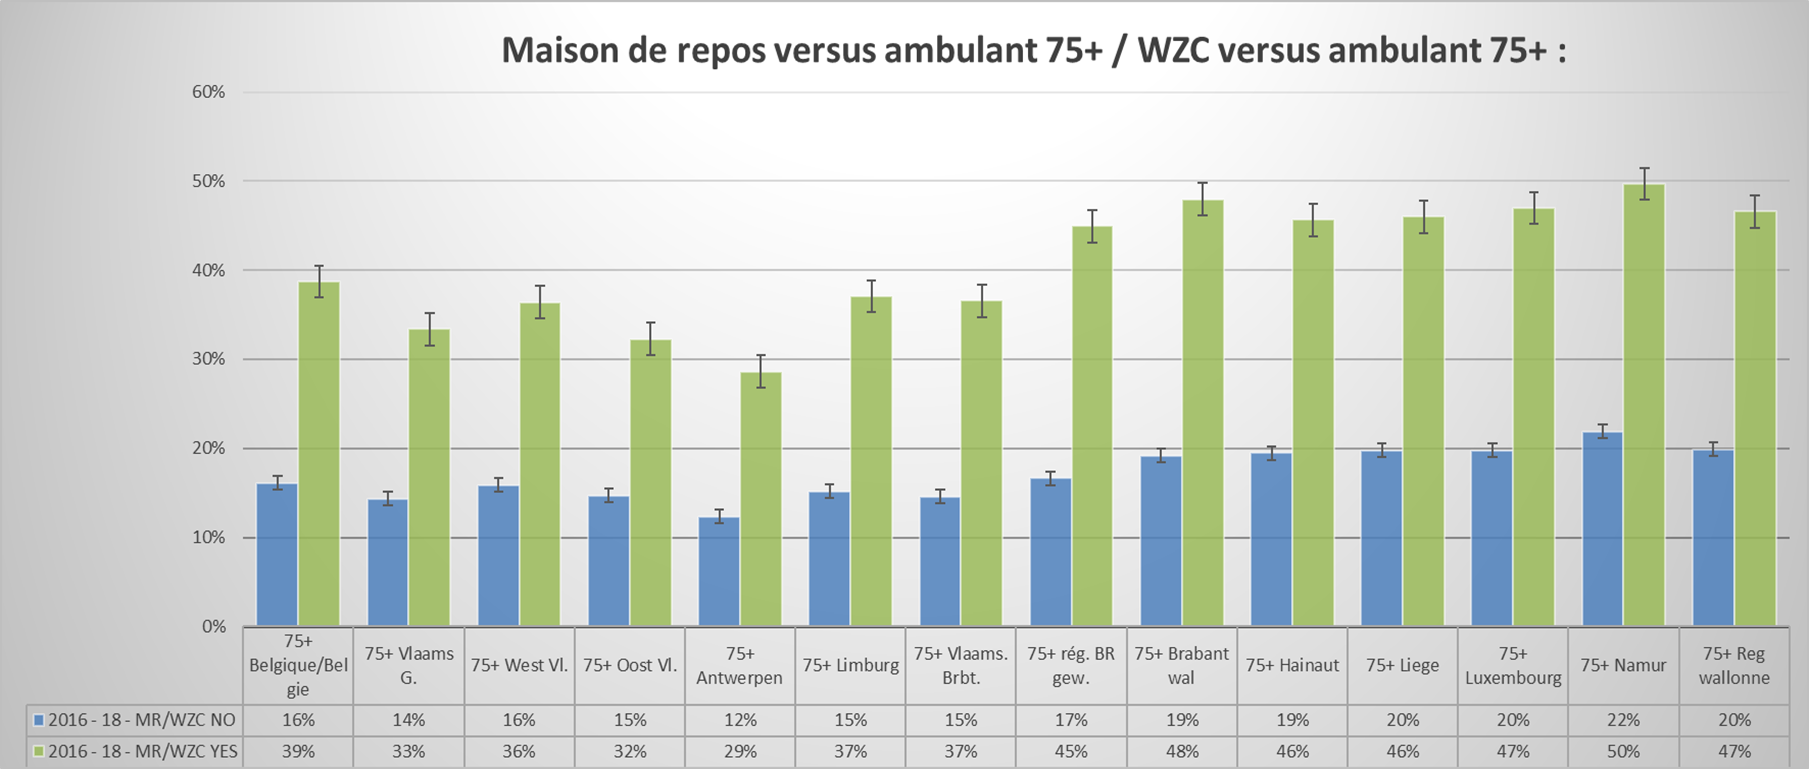 Maison de repos versus ambulant 75+ / WZC versus ambulant 75+ :
60%
50%
40%
30%
20%
10%
0%
75+ Belgique/Bel gie
75+ Vlaams G.
75+ West Vl.
75+ Oost Vl.
75+ Antwerpen
75+ Limburg
75+ Vlaams. Brbt.
75+ rég. BR gew.
75+ Brabant wal
75+ Hainaut
75+ Liege
75+ Luxembourg
75+ Namur
75+ Reg wallonne
2016 - 18 - MR/WZC NO 16% 14% 16% 15% 12% 15% 15% 17% 19% 19% 20% 20% 22% 20%
2016 - 18 - MR/WZC YES 39% 33% 36% 32% 29% 37% 37% 45% 48% 46% 46% 47% 50% 47%